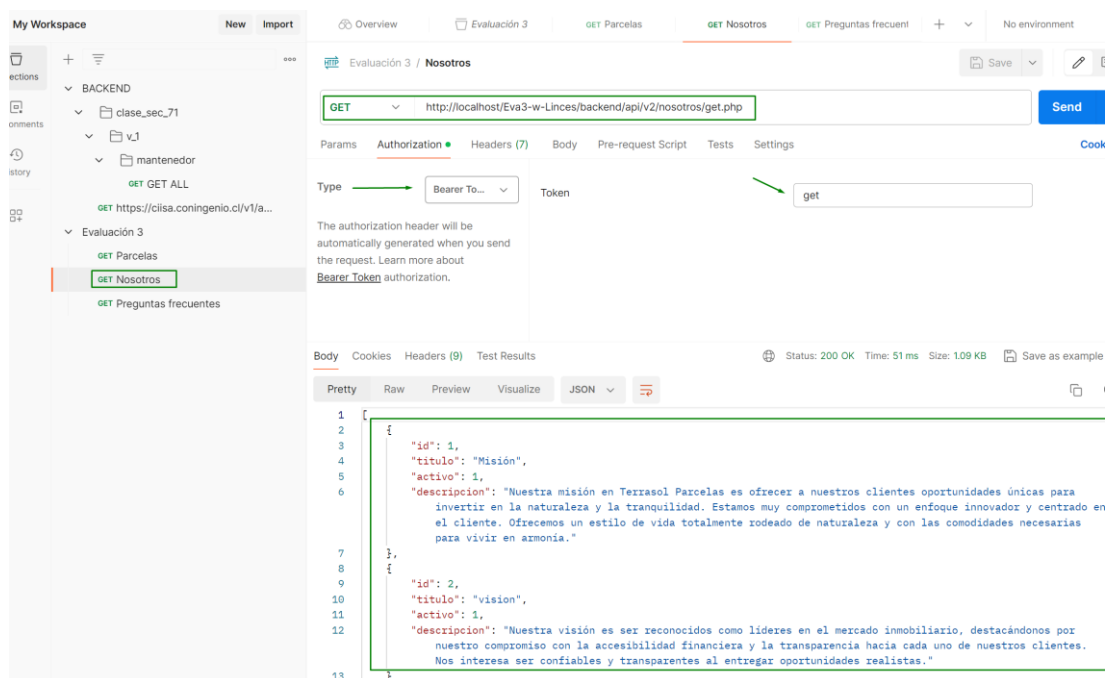 My Workspace New Import Overview Evaluación 3 GET Parcelas GET Nosotros GET Preguntas frecuent No environment
ections
HTTP Evaluación 3 / Nosotros Save
BACKEND
GET http://localhost/Eva3-w-Linces/backend/api/v2/nosotros/get.php Send
clase_sec_71
onments
v_1
Params Authorization Headers (7) Body Pre-request Script Tests Settings Cook
istory
mantenedor
GET GET ALL
Type Bearer To... Token get
GET https://ciisa.coningenio.cl/v1/a...
The authorization header will be
Evaluación 3
automatically generated when you send
the request. Learn more about
GET Parcelas
Bearer Token authorization.
GET Nosotros
GET Preguntas frecuentes
Body Cookies Headers (9) Test Results Status: 200 OK Time: 51 ms Size: 1.09 KB Save as example
Pretty Raw Preview Visualize JSON
1 [
2 {
3 "id": 1,
4 "titulo": "Misión",
5 "activo": 1,
6 "descripcion": "Nuestra misión en Terrasol Parcelas es ofrecer a nuestros clientes oportunidades únicas para
invertir en la naturaleza y la tranquilidad. Estamos muy comprometidos con un enfoque innovador y centrado en
el cliente. Ofrecemos un estilo de vida totalmente rodeado de naturaleza y con las comodidades necesarias
para vivir en armonía."
7 },
8 {
9 "id": 2,
10 "titulo": "vision",
11 "activo": 1,
12 "descripcion": "Nuestra visión es ser reconocidos como líderes en el mercado inmobiliario, destacándonos por
nuestro compromiso con la accesibilidad financiera y la transparencia hacia cada uno de nuestros clientes.
Nos interesa ser confiables y transparentes al entregar oportunidades realistas."
13 }